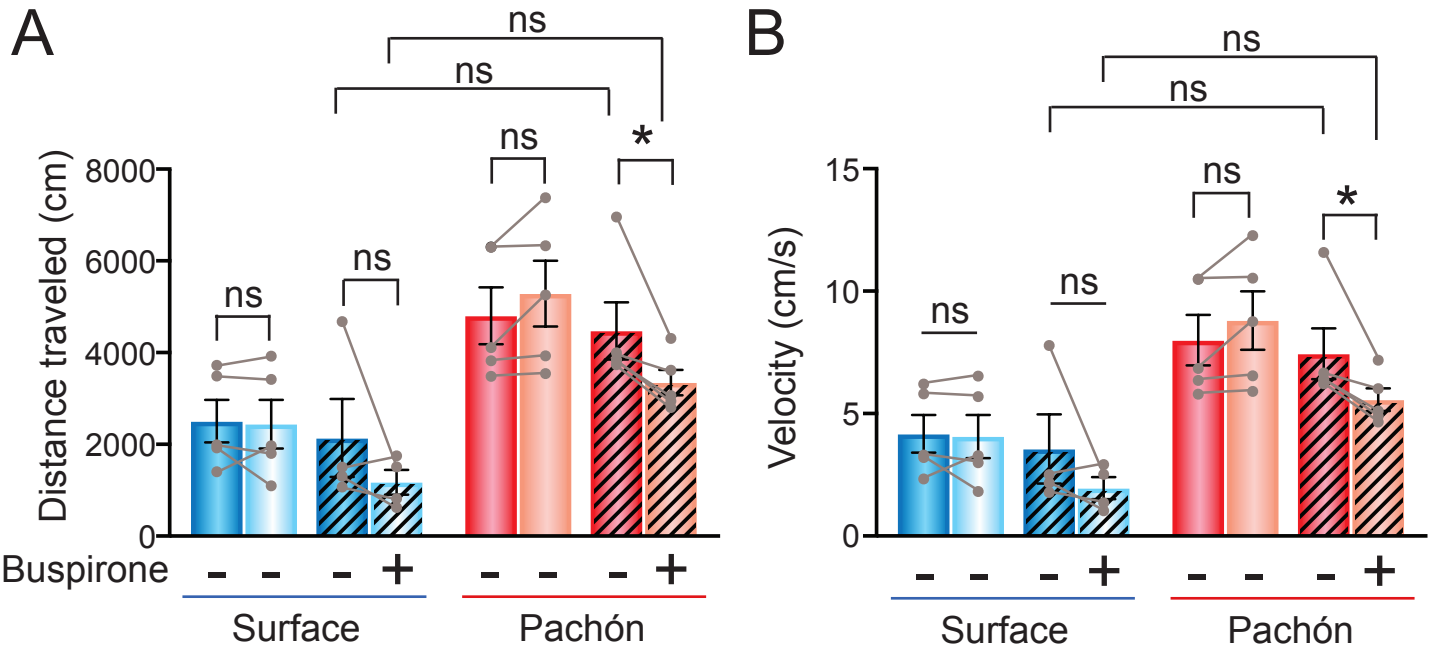 A
B
ns
ns
ns
ns
ns
*
ns
*
ns
ns
ns
ns
Distance traveled (cm)
8000
6000
4000
2000
0
Velocity (cm/s)
15
10
5
0
Buspirone - - - + - - - +
- - - + - - - +
Surface Pachón
Surface Pachón